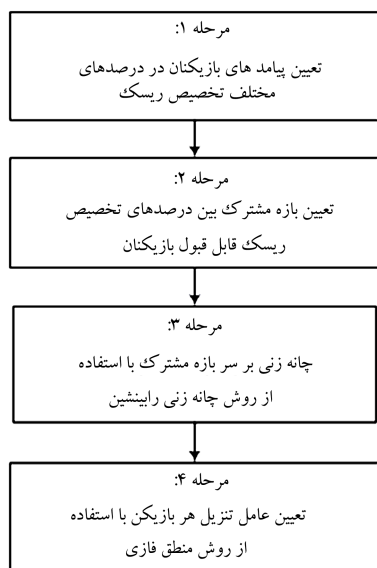 مرحله ۱:
تعیین پیامد های بازیکنان در درصدهای
مختلف تخصیص ریسک
مرحله ۲:
تعیین بازه مشترک بین درصدهای تخصیص
ریسک قابل قبول بازیکنان
مرحله ۳:
چانه زنی بر سر بازه مشترک با استفاده
از روش چانه زنی رابینشین
مرحله ۴:
تعیین عامل تنزیل هر بازیکن با استفاده
از روش منطق فازی